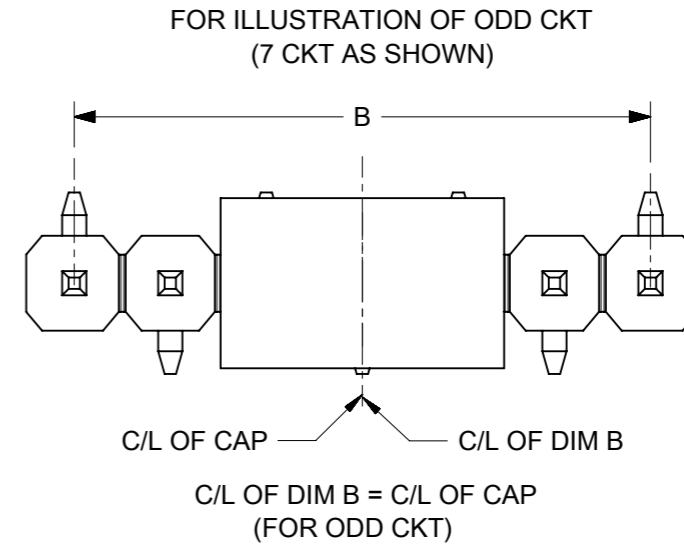 FOR ILLUSTRATION OF ODD CKT
(7 CKT AS SHOWN)
B
C/L OF CAP
C/L OF DIM B
C/L OF DIM B = C/L OF CAP
(FOR ODD CKT)